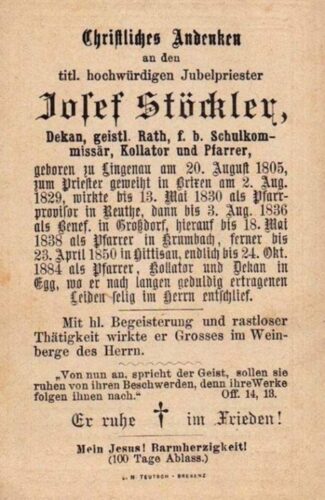 Christliches Andenken
an den
titl. hochwürdigen Jubelpriester
Josef Stöckley,
Dekan, geistl. Rath, f. b. Schulkom-
missär, Kollator und Pfarrer,
geboren zu Lingenau am 20. August 1805,
zum Priester geweiht in Brixen am 2. Aug.
1829, wirkte bis 13. Mai 1830 als Pfarr-
provisor in Reuthe, dann bis 3. Aug. 1836
als Benef. in Großdorf, hierauf bis 18. Mai
1838 als Pfarrer in Krumbach, ferner bis
23. April 1850 in Hittisau, endlich bis 24. Okt.
1884 als Pfarrer, Kollator und Dekan in
Egg, wo er nach langen geduldig ertragenen
Leiden selig im Herrn entschlief.
Mit hl. Begeisterung und rastloser
Thätigkeit wirkte er Grosses im Wein-
berge des Herrn.
„Von nun an, spricht der Geist, sollen sie
ruhen von ihren Beschwerden, denn ihre Werke
folgen ihnen nach.“ Off. 14, 13.
Er ruhe † im Frieden!
Mein Jesus! Barmherzigkeit!
(100 Tage Ablass.)
J. N. TEUTSCH - BREGENZ